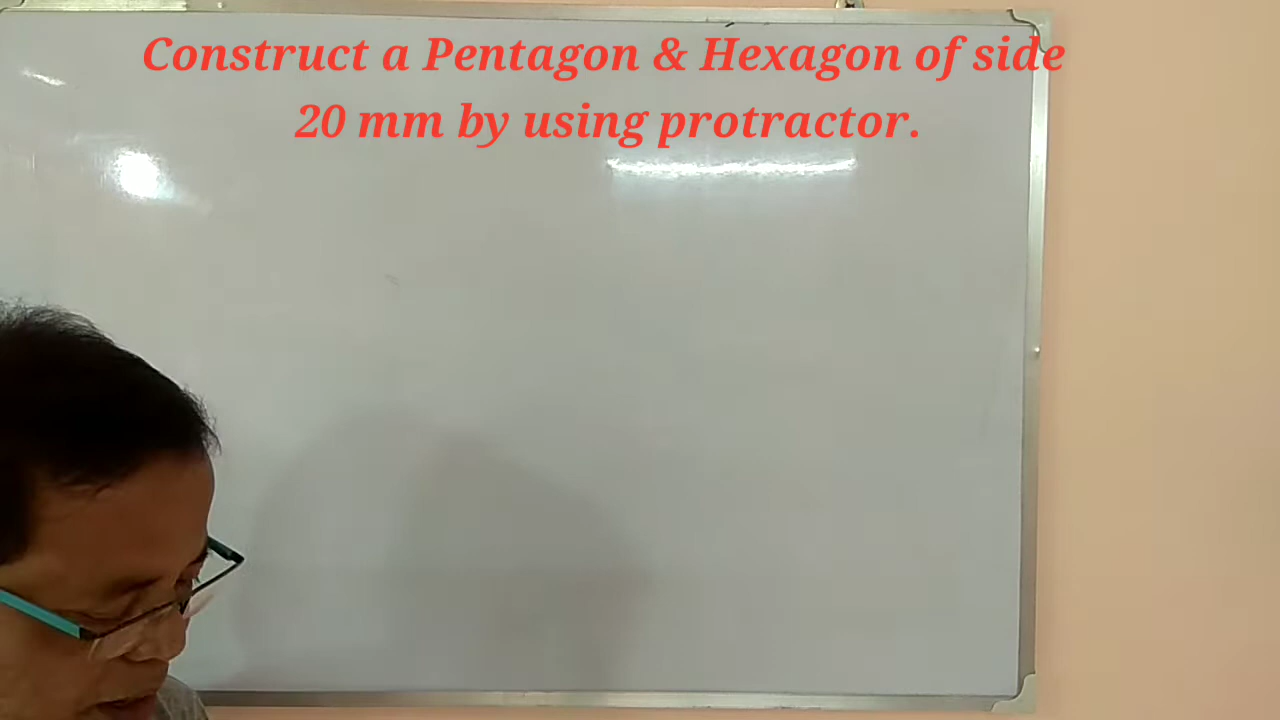 Construct a Pentagon & Hexagon of side
20 mm by using protractor.